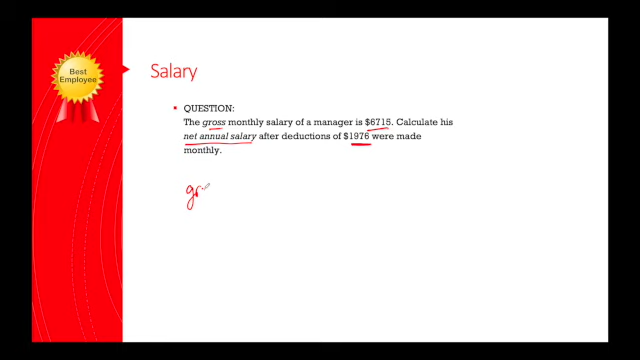 Best
Employee
Salary
QUESTION:
The gross monthly salary of a manager is $6715. Calculate his
net annual salary after deductions of $1976 were made
monthly.
gr